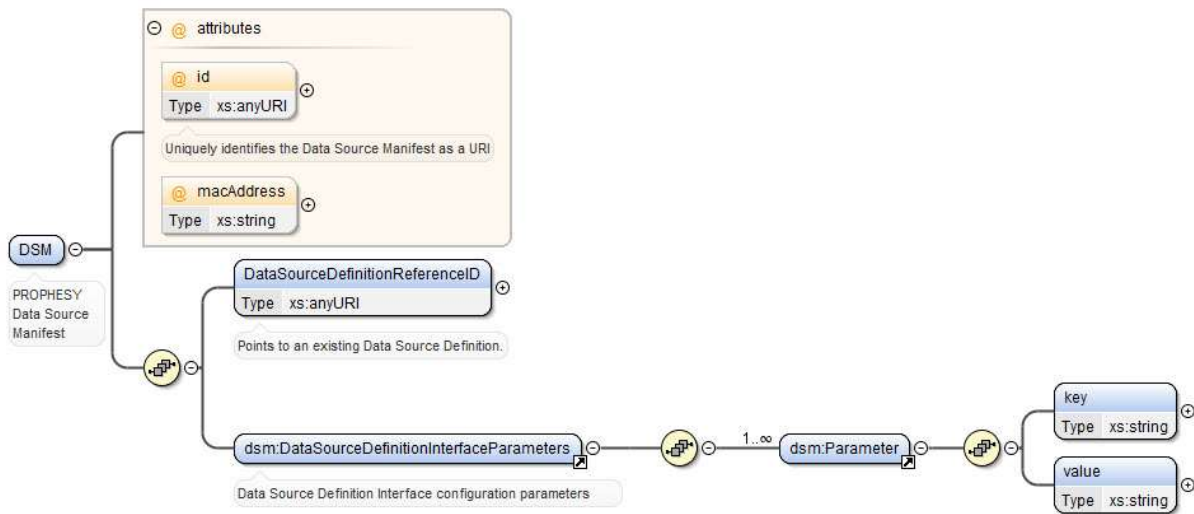 @ attributes
@ id
Type xs:anyURI
Uniquely identifies the Data Source Manifest as a URI
@ macAddress
Type xs:string
DSM
PROPHESY
Data Source
Manifest
DataSourceDefinitionReferenceID
Type xs:anyURI
Points to an existing Data Source Definition.
dsm:DataSourceDefinitionInterfaceParameters
Data Source Definition Interface configuration parameters
1..∞
dsm:Parameter
key
Type xs:string
value
Type xs:string